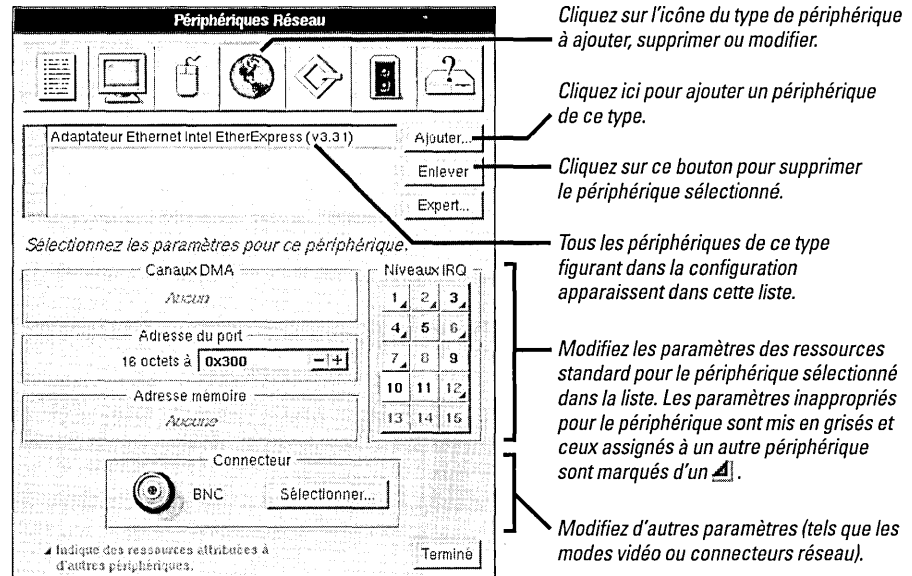 Périphériques Réseau
Adaptateur Ethernet Intel EtherExpress (v3.31)
Ajouter...
Enlever
Expert...
Sélectionnez les paramètres pour ce périphérique.
Canaux DMA
Aucun
Adresse du port
16 octets à 0x300 - +
Adresse mémoire
Aucune
Niveaux IRQ
1 2 3
4 5 6
7 8 9
10 11 12
13 14 15
Connecteur
BNC Sélectionner...
Indique des ressources attribuées à
d'autres périphériques.
Terminé
Cliquez sur l'icône du type de périphérique
à ajouter, supprimer ou modifier.
Cliquez ici pour ajouter un périphérique
de ce type.
Cliquez sur ce bouton pour supprimer
le périphérique sélectionné.
Tous les périphériques de ce type
figurant dans la configuration
apparaissent dans cette liste.
Modifiez les paramètres des ressources
standard pour le périphérique sélectionné
dans la liste. Les paramètres inappropriés
pour le périphérique sont mis en grisés et
ceux assignés à un autre périphérique
sont marqués d'un .
Modifiez d'autres paramètres (tels que les
modes vidéo ou connecteurs réseau).